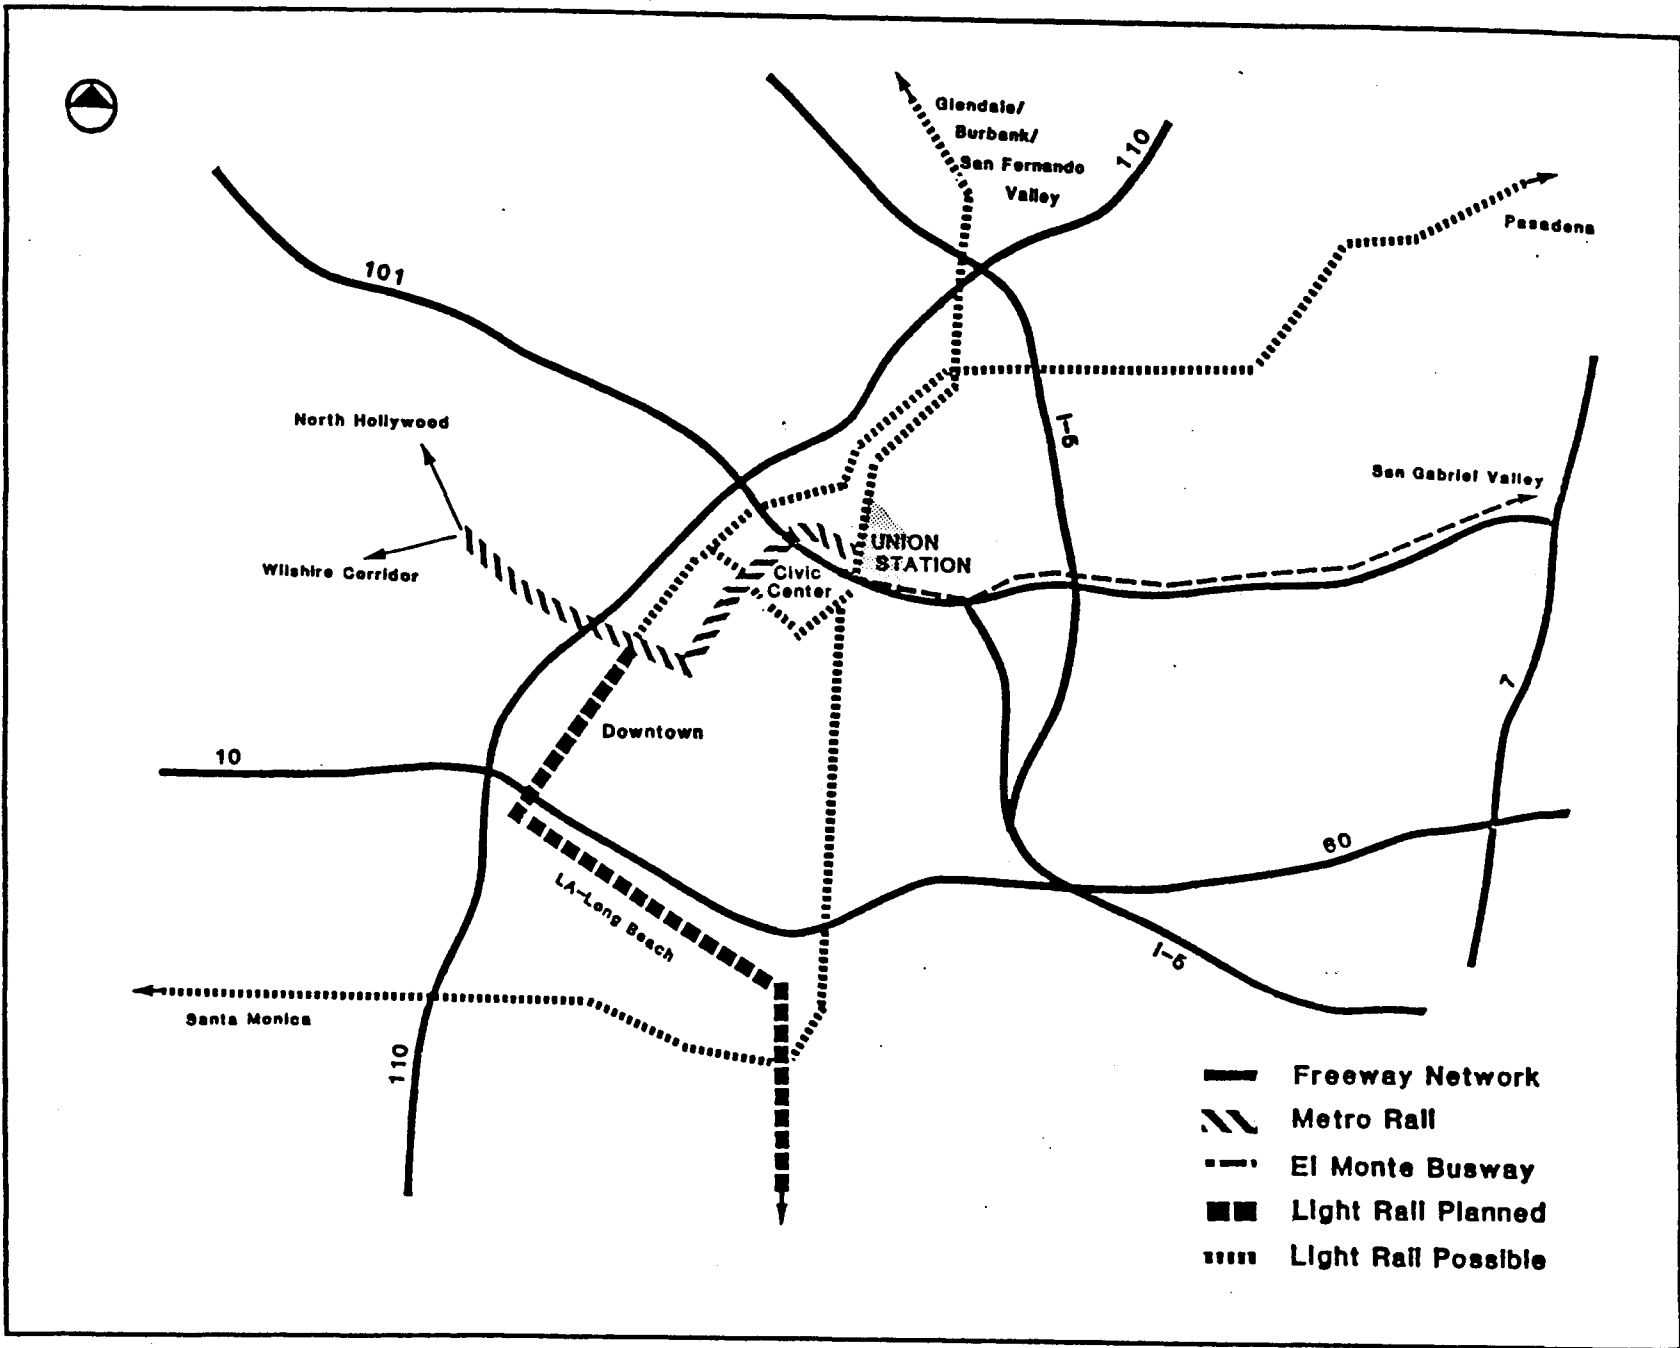 Glendale/
Burbank/
San Fernando
Valley
110
Pasadena
101
I-5
North Hollywood
San Gabriel Valley
Wilshire Corridor
UNION
STATION
Civic
Center
7
Downtown
10
60
LA-Long Beach
I-5
Santa Monica
110
Freeway Network
Metro Rail
El Monte Busway
Light Rail Planned
Light Rail Possible